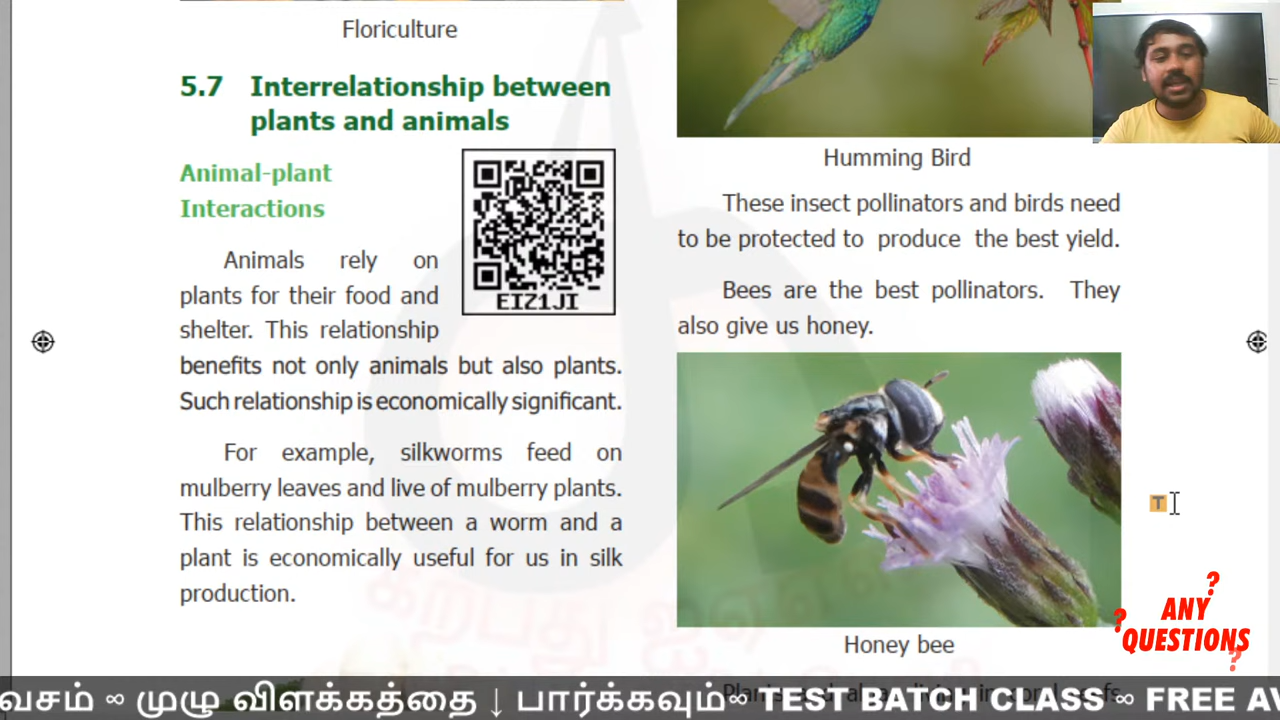 Floriculture
5.7 Interrelationship between
plants and animals
Animal-plant
Interactions
EIZ1JI
Animals rely on
plants for their food and
shelter. This relationship
benefits not only animals but also plants.
Such relationship is economically significant.
For example, silkworms feed on
mulberry leaves and live of mulberry plants.
This relationship between a worm and a
plant is economically useful for us in silk
production.
Humming Bird
These insect pollinators and birds need
to be protected to produce the best yield.
Bees are the best pollinators. They
also give us honey.
Honey bee
T
? ANY
? QUESTIONS
?
வசம் ∞ முழு விளக்கத்தை ↓ பார்க்கவும்∞ TEST BATCH CLASS ∞ FREE AV